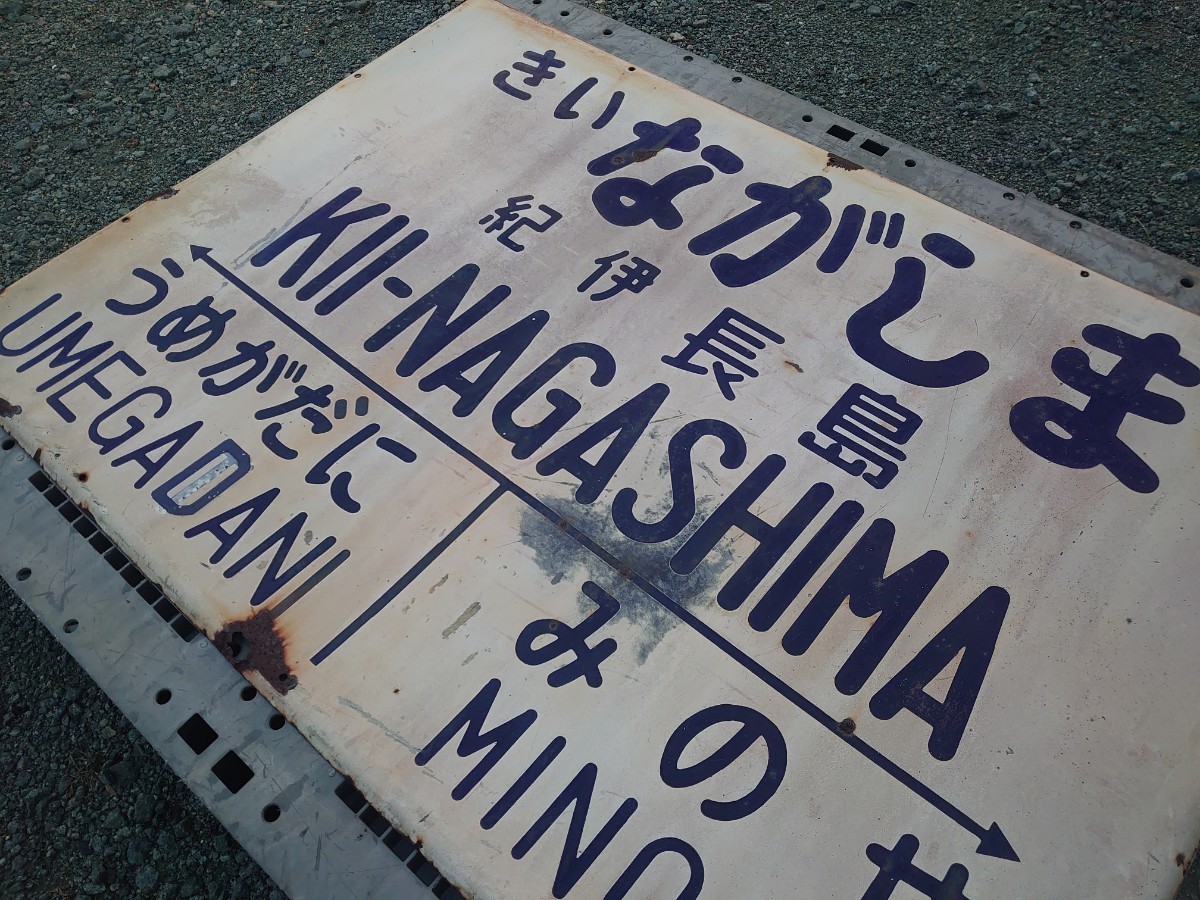 きいながしま
紀伊長島
KII-NAGASHIMA
うめがだに
UMEGADANI
みのせ
MINO